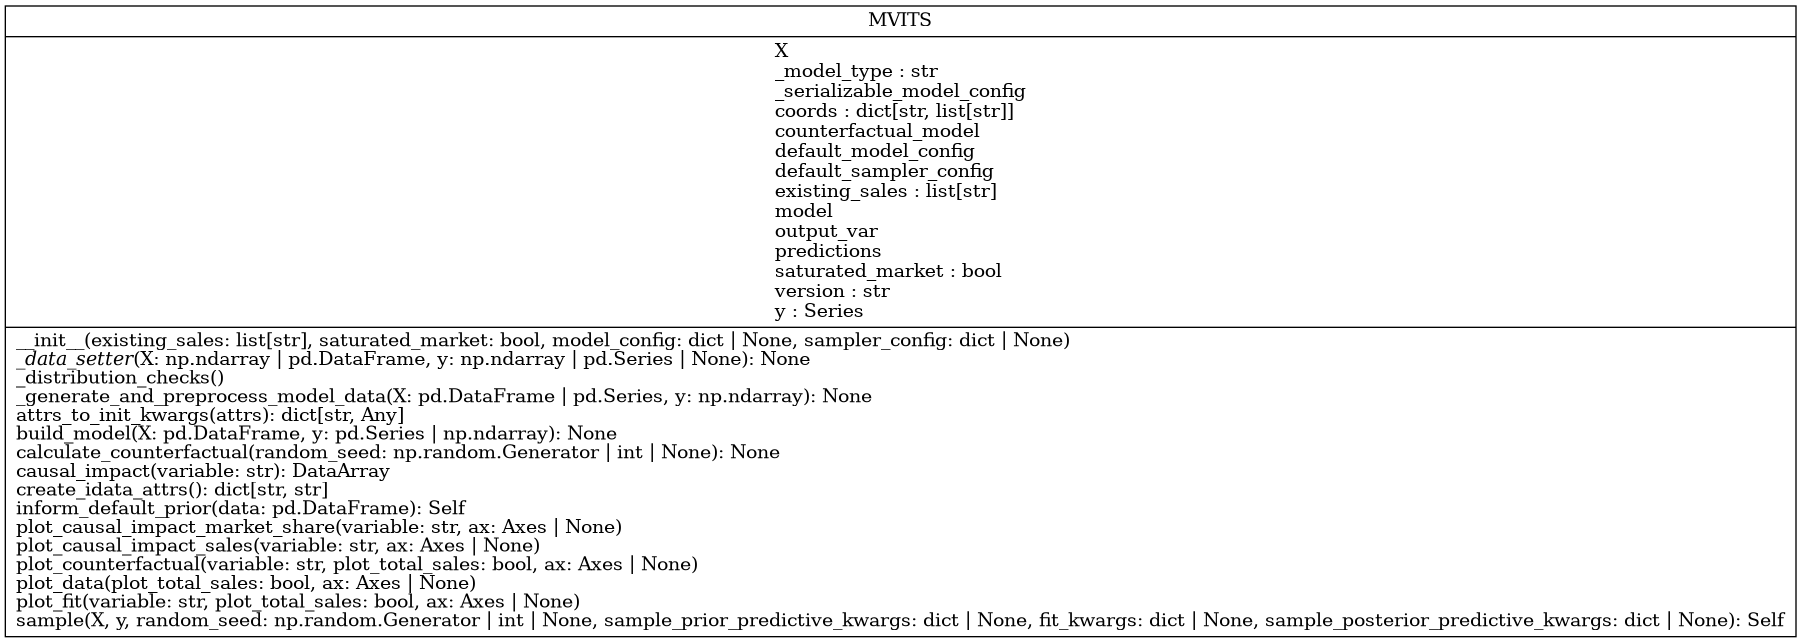 MVITS
X
_model_type : str
_serializable_model_config
coords : dict[str, list[str]]
counterfactual_model
default_model_config
default_sampler_config
existing_sales : list[str]
model
output_var
predictions
saturated_market : bool
version : str
y : Series
__init__(existing_sales: list[str], saturated_market: bool, model_config: dict | None, sampler_config: dict | None)
_data_setter(X: np.ndarray | pd.DataFrame, y: np.ndarray | pd.Series | None): None
_distribution_checks()
_generate_and_preprocess_model_data(X: pd.DataFrame | pd.Series, y: np.ndarray): None
attrs_to_init_kwargs(attrs): dict[str, Any]
build_model(X: pd.DataFrame, y: pd.Series | np.ndarray): None
calculate_counterfactual(random_seed: np.random.Generator | int | None): None
causal_impact(variable: str): DataArray
create_idata_attrs(): dict[str, str]
inform_default_prior(data: pd.DataFrame): Self
plot_causal_impact_market_share(variable: str, ax: Axes | None)
plot_causal_impact_sales(variable: str, ax: Axes | None)
plot_counterfactual(variable: str, plot_total_sales: bool, ax: Axes | None)
plot_data(plot_total_sales: bool, ax: Axes | None)
plot_fit(variable: str, plot_total_sales: bool, ax: Axes | None)
sample(X, y, random_seed: np.random.Generator | int | None, sample_prior_predictive_kwargs: dict | None, fit_kwargs: dict | None, sample_posterior_predictive_kwargs: dict | None): Self